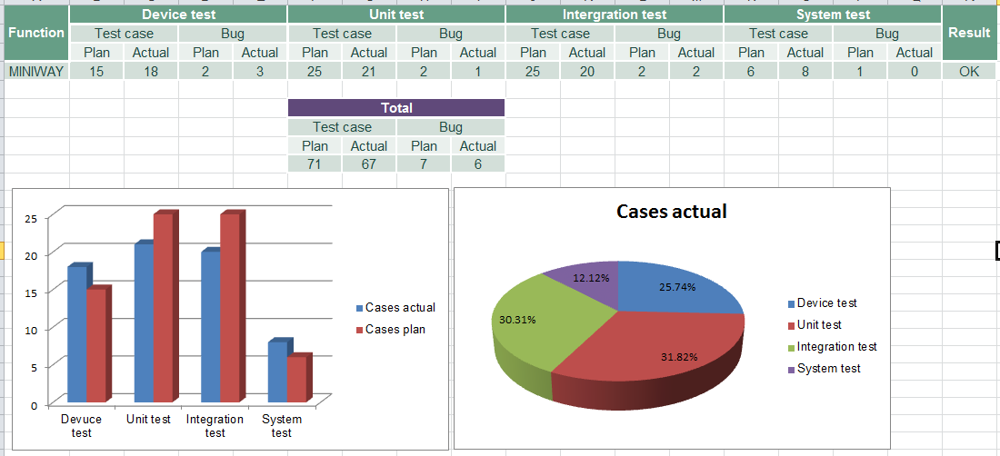 Device test Unit test Intergration test System test
Function Test case Bug Test case Bug Test case Bug Test case Bug Result
Plan Actual Plan Actual Plan Actual Plan Actual Plan Actual Plan Actual Plan Actual Plan Actual
MINIWAY 15 18 2 3 25 21 2 1 25 20 2 2 6 8 1 0 OK
Total
Test case Bug
Plan Actual Plan Actual
71 67 7 6
25
20
15
10
5
0
Devuce test
Unit test
Integration test
System test
Cases actual
Cases plan
Cases actual
12.12%
25.74%
30.31%
31.82%
Device test
Unit test
Integration test
System test